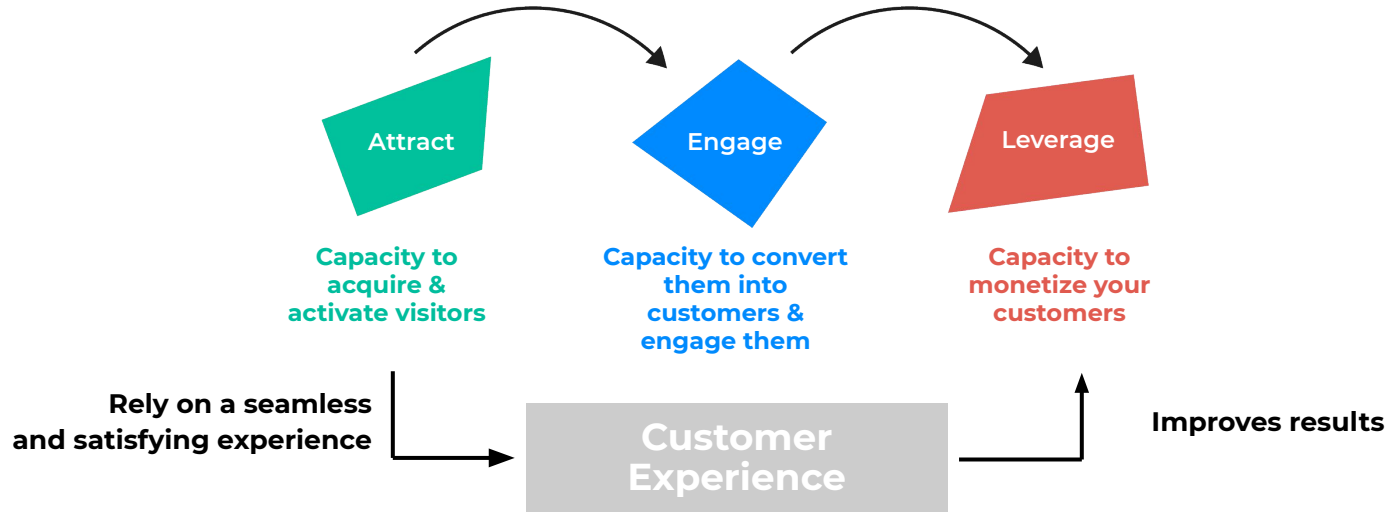 Attract
Engage
Leverage
Capacity to
acquire &
activate visitors
Capacity to convert
them into
customers &
engage them
Capacity to
monetize your
customers
Rely on a seamless
and satisfying experience
Customer
Experience
Improves results